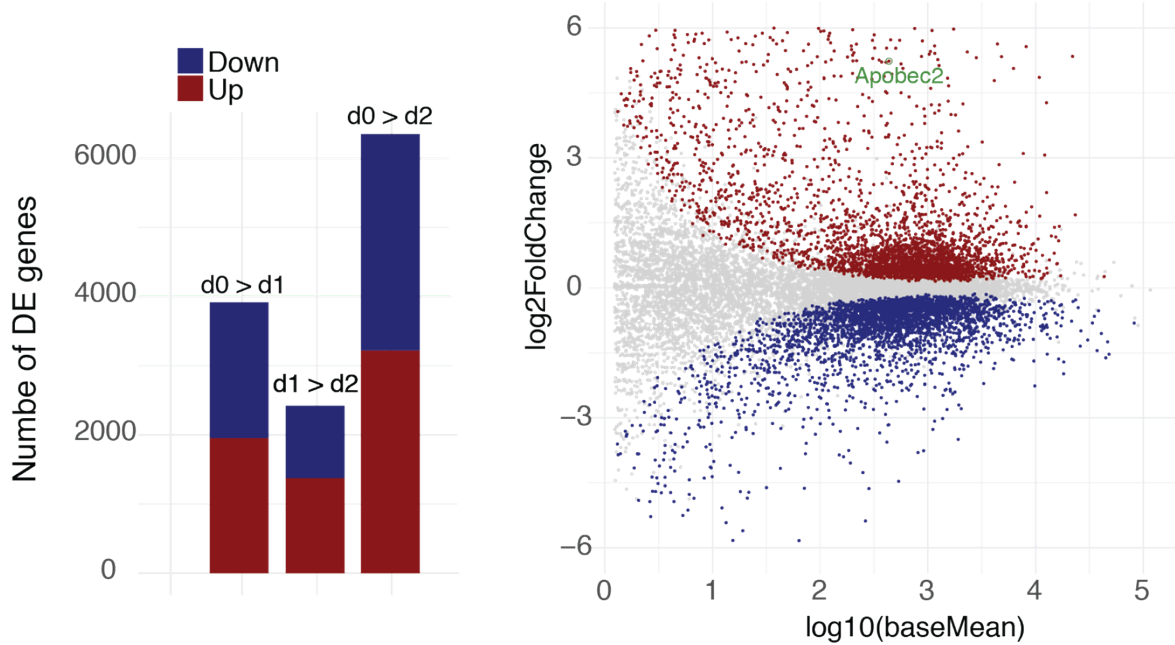 Down
Up
d0 > d2
6000
d0 > d1
4000
d1 > d2
2000
0
Numbe of DE genes
6
Apobec2
3
0
−3
−6
log2FoldChange
0 1 2 3 4 5
log10(baseMean)